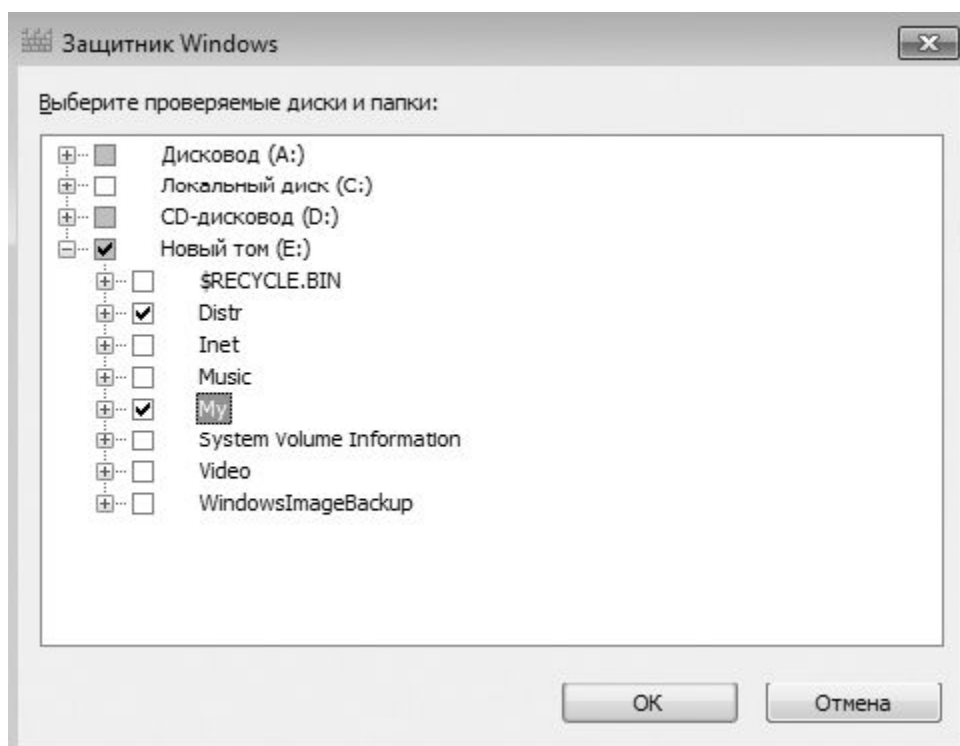 Защитник Windows
Выберите проверяемые диски и папки:
Дисковод (A:)
Локальный диск (C:)
CD-дисковод (D:)
Новый том (E:)
$RECYCLE.BIN
Distr
Inet
Music
My
System Volume Information
Video
WindowsImageBackup
OK Отмена